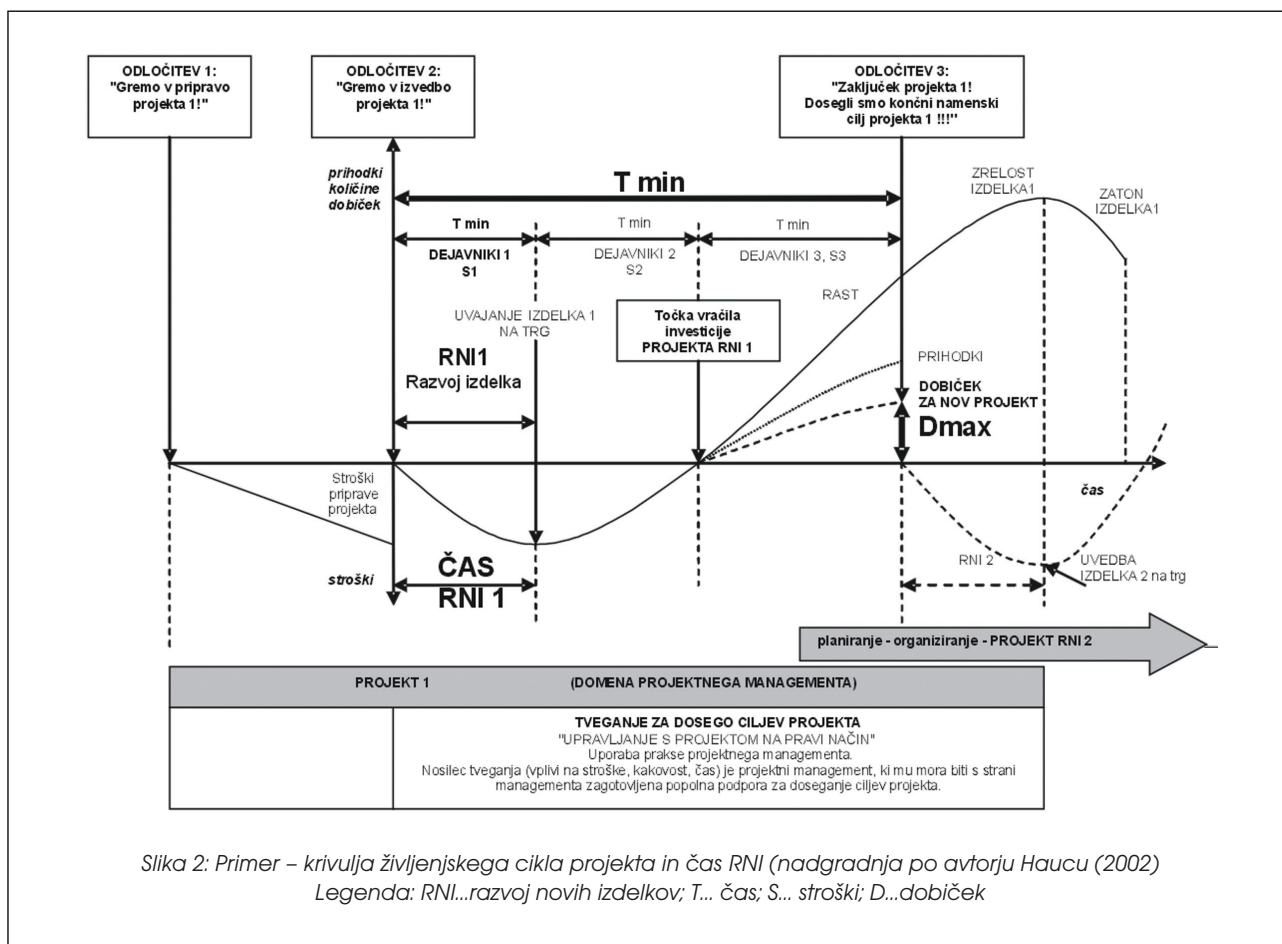 ODLOČITEV 1:
"Gremo v pripravo
projekta 1!"
ODLOČITEV 2:
"Gremo v izvedbo
projekta 1!"
ODLOČITEV 3:
"Zaključek projekta 1!
Dosegli smo končni namenski
cilj projekta 1 !!!"
prihodki
količine
dobiček
T min
ZRELOST
IZDELKA1
ZATON
IZDELKA1
T min
T min
T min
DEJAVNIKI 1
S1
DEJAVNIKI 2
S2
DEJAVNIKI 3, S3
RAST
UVAJANJE IZDELKA 1
NA TRG
Točka vračila
investicije
PROJEKTA RNI 1
RNI1
Razvoj izdelka
PRIHODKI
DOBIČEK
ZA NOV PROJEKT
Dmax
Stroški
priprave
projekta
čas
stroški
ČAS
RNI 1
RNI 2
UVEDBA
IZDELKA 2 na trg
planiranje - organiziranje - PROJEKT RNI 2
PROJEKT 1 (DOMENA PROJEKTNEGA MANAGEMENTA)
TVEGANJE ZA DOSEGO CILJEV PROJEKTA
"UPRAVLJANJE S PROJEKTOM NA PRAVI NAČIN"
Uporaba prakse projektnega managementa.
Nosilec tveganja (vplivi na stroške, kakovost, čas) je projektni management, ki mu mora biti s strani
managementa zagotovljena popolna podpora za doseganje ciljev projekta.
Slika 2: Primer – krivulja življenjskega cikla projekta in čas RNI (nadgradnja po avtorju Haucu (2002)
Legenda: RNI...razvoj novih izdelkov; T... čas; S... stroški; D...dobiček